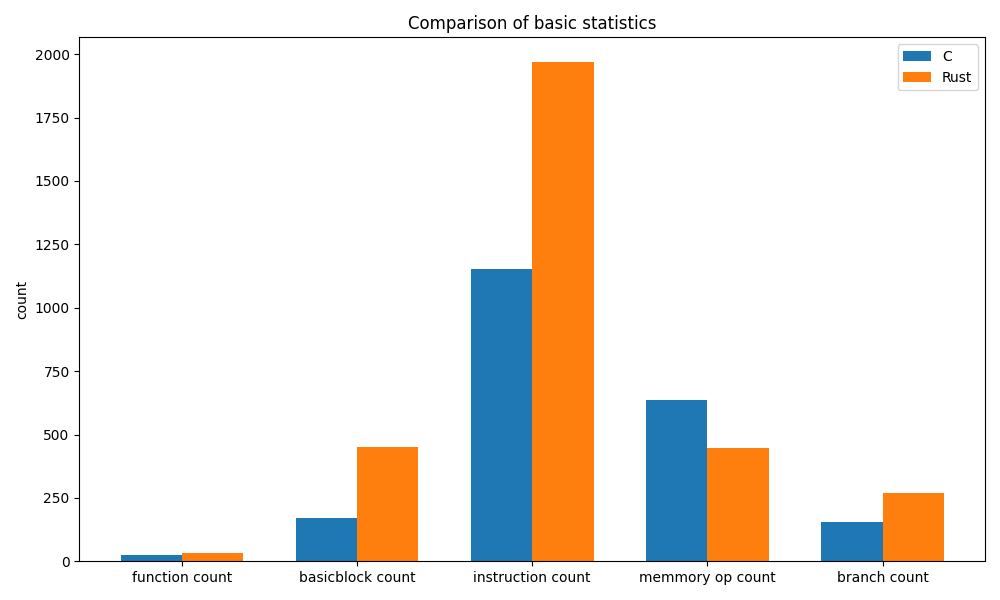 Comparison of basic statistics
C
Rust
count
2000
1750
1500
1250
1000
750
500
250
0
function count
basicblock count
instruction count
memmory op count
branch count